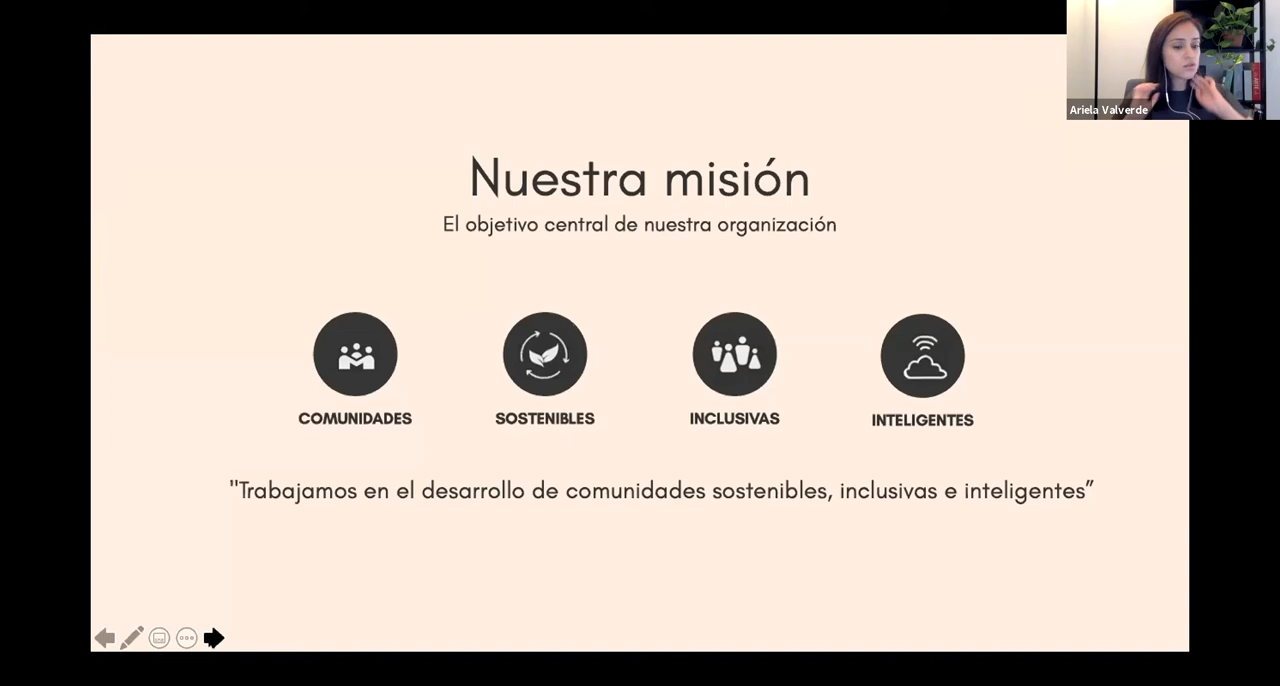 Ariela Valverde
Nuestra misión
El objetivo central de nuestra organización
COMUNIDADES
SOSTENIBLES
INCLUSIVAS
INTELIGENTES
"Trabajamos en el desarrollo de comunidades sostenibles, inclusivas e inteligentes”